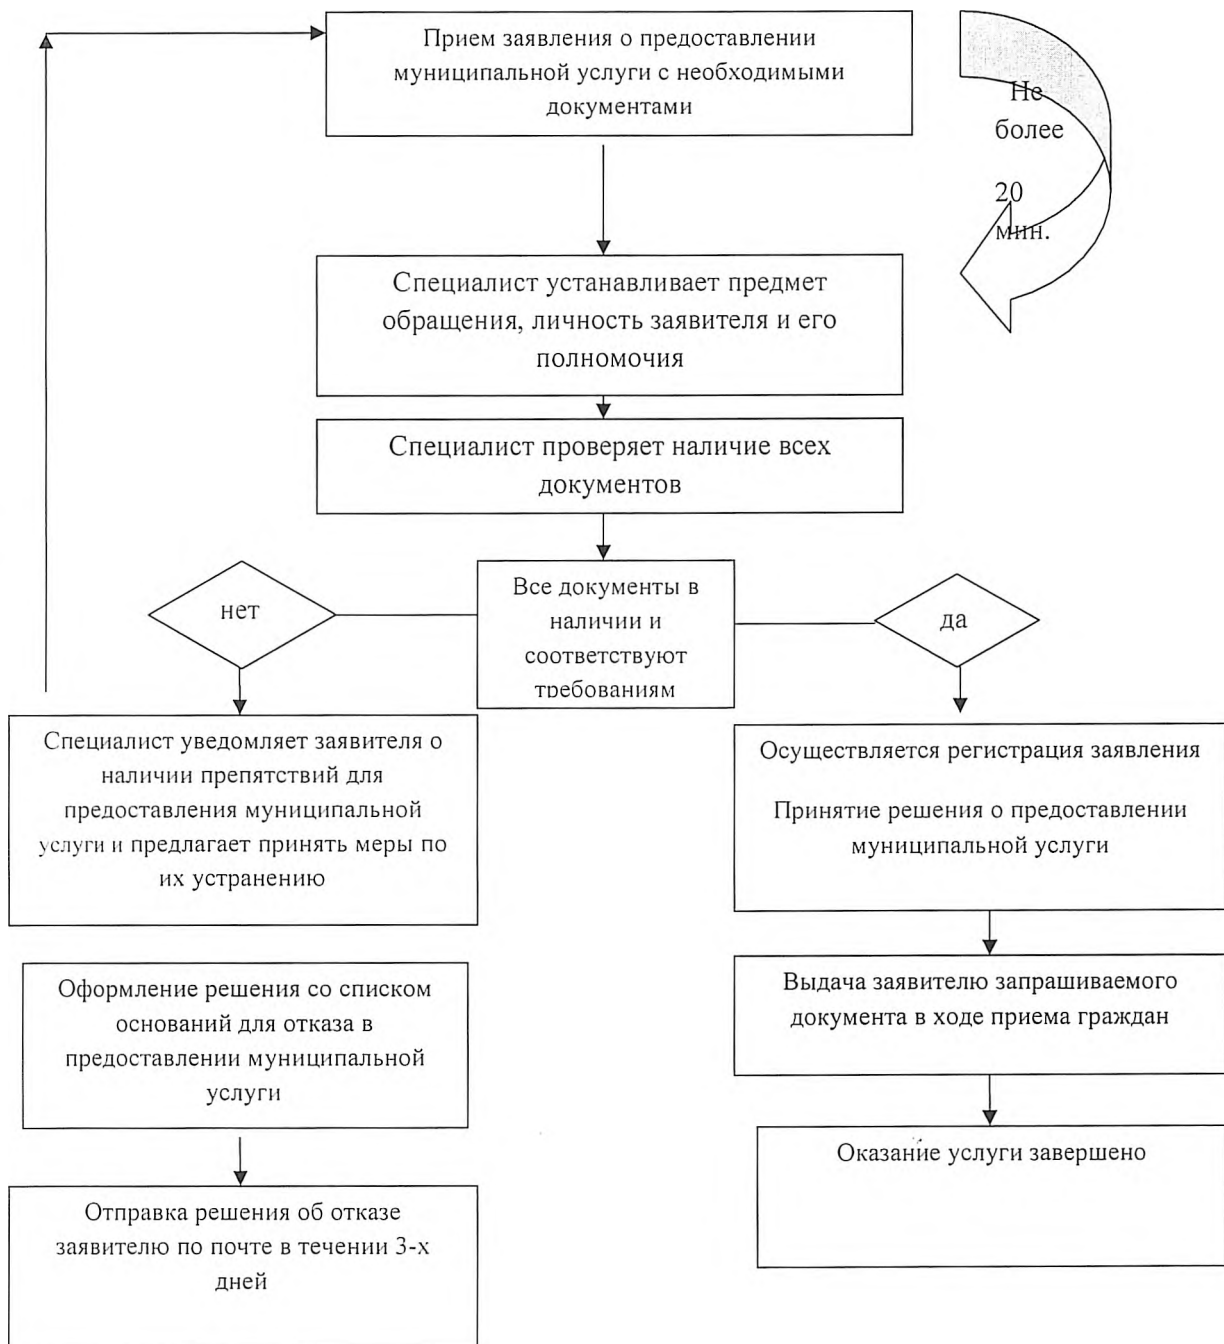 Прием заявления о предоставлении
муниципальной услуги с необходимыми
документами
Не
более
20
мин.
Специалист устанавливает предмет
обращения, личность заявителя и его
полномочия
Специалист проверяет наличие всех
документов
Все документы в
наличии и
соответствуют
требованиям
нет
да
Специалист уведомляет заявителя о
наличии препятствий для
предоставления муниципальной
услуги и предлагает принять меры по
их устранению
Осуществляется регистрация заявления
Принятие решения о предоставлении
муниципальной услуги
Оформление решения со списком
оснований для отказа в
предоставлении муниципальной
услуги
Выдача заявителю запрашиваемого
документа в ходе приема граждан
Отправка решения об отказе
заявителю по почте в течении 3-х
дней
Оказание услуги завершено